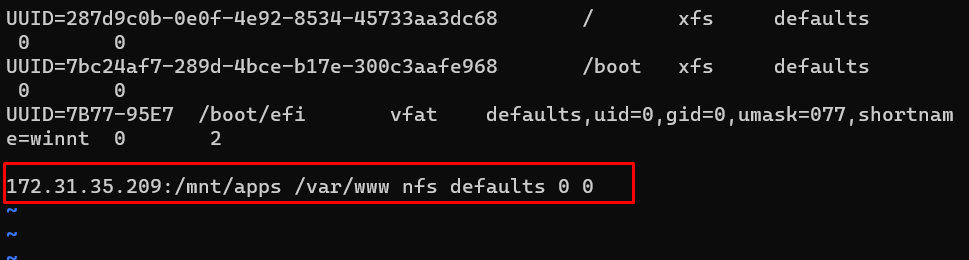 UUID=287d9c0b-0e0f-4e92-8534-45733aa3dc68 / xfs defaults
0 0
UUID=7bc24af7-289d-4bce-b17e-300c3aafe968 /boot xfs defaults
0 0
UUID=7B77-95E7 /boot/efi vfat defaults,uid=0,gid=0,umask=077,shortnam
e=winnt 0 2
172.31.35.209:/mnt/apps /var/www nfs defaults 0 0
~
~
~